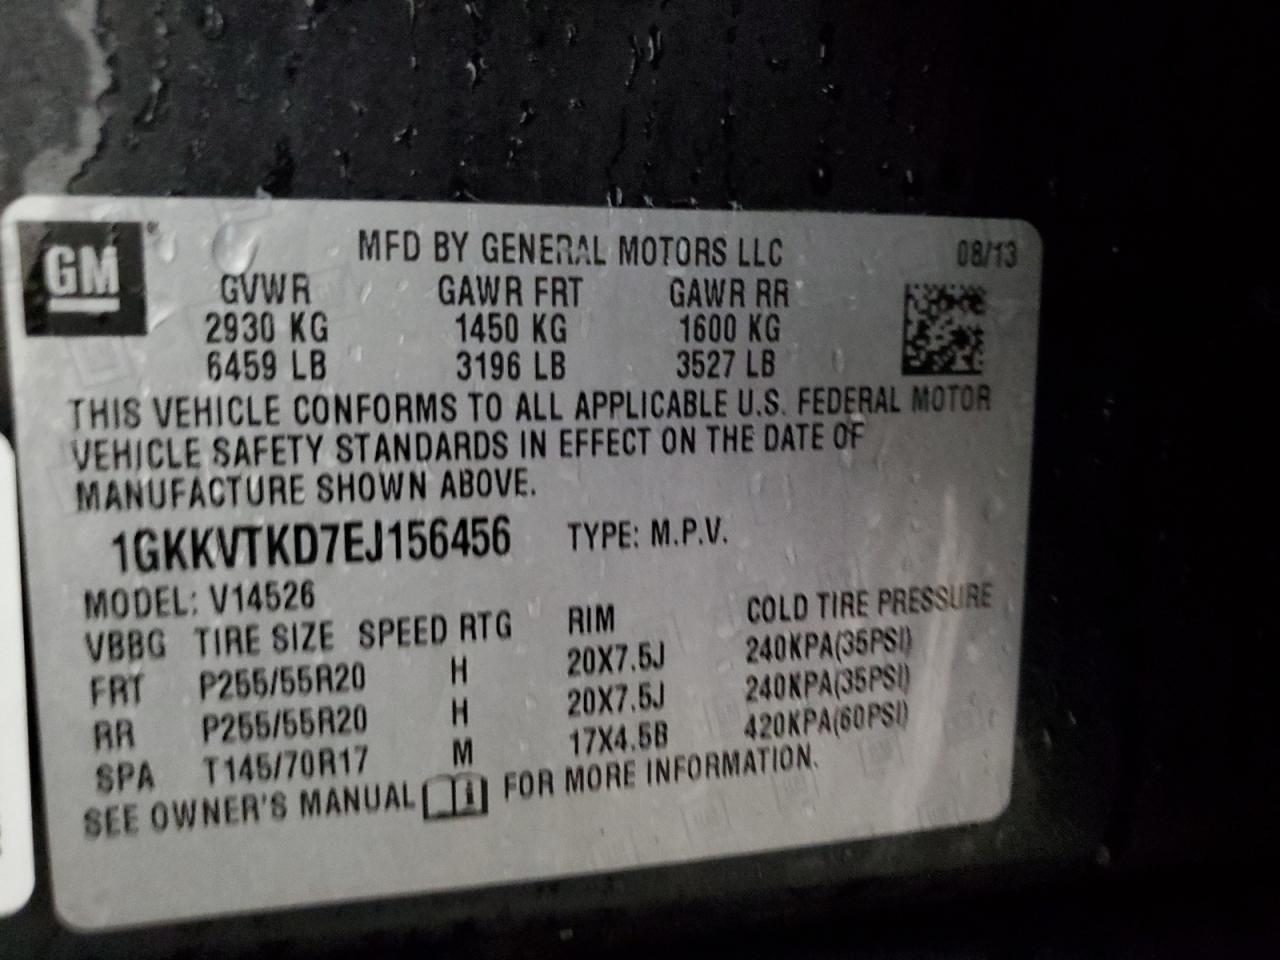 GM
MFD BY GENERAL MOTORS LLC 08/13
GVWR GAWR FRT GAWR RR
2930 KG 1450 KG 1600 KG
6459 LB 3196 LB 3527 LB
THIS VEHICLE CONFORMS TO ALL APPLICABLE U.S. FEDERAL MOTOR
VEHICLE SAFETY STANDARDS IN EFFECT ON THE DATE OF
MANUFACTURE SHOWN ABOVE.
1GKKVTKD7EJ156456 TYPE: M.P.V.
MODEL: V14526
VBBG TIRE SIZE SPEED RTG RIM COLD TIRE PRESSURE
FRT P255/55R20 H 20X7.5J 240KPA(35PSI)
RR P255/55R20 H 20X7.5J 240KPA(35PSI)
SPA T145/70R17 M 17X4.5B 420KPA(60PSI)
SEE OWNER'S MANUAL i FOR MORE INFORMATION.